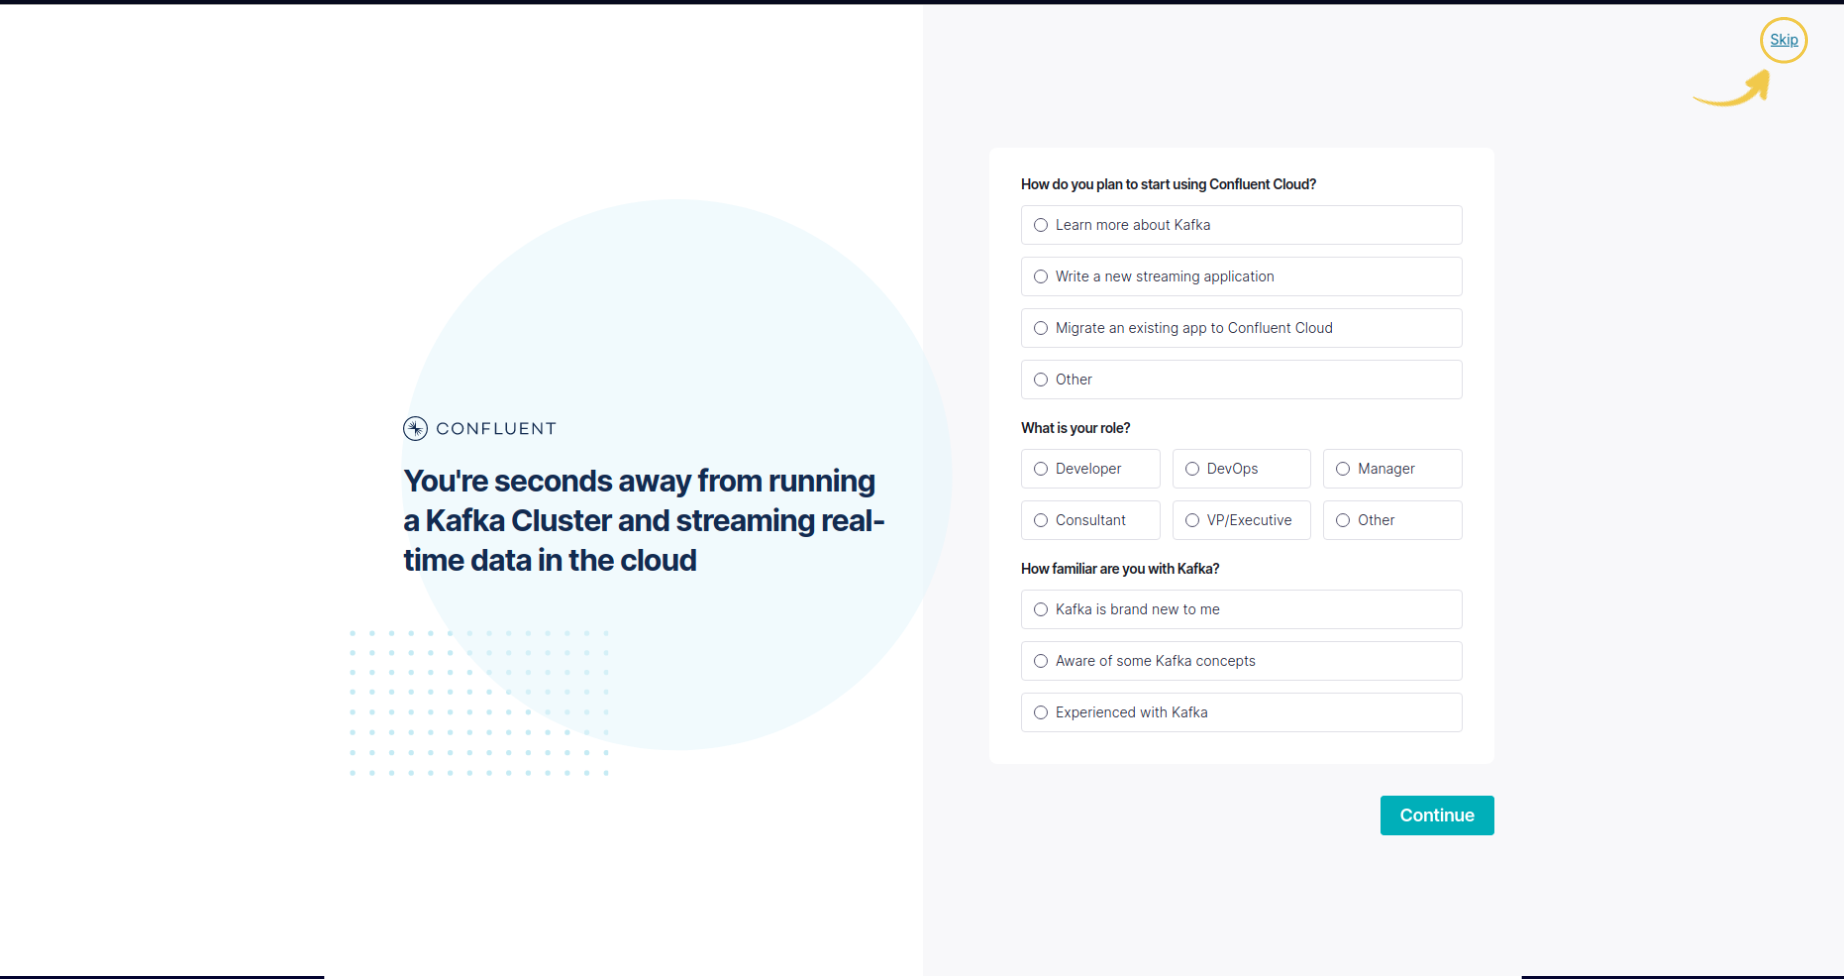 Skip
CONFLUENT
You're seconds away from running
a Kafka Cluster and streaming real-
time data in the cloud
How do you plan to start using Confluent Cloud?
Learn more about Kafka
Write a new streaming application
Migrate an existing app to Confluent Cloud
Other
What is your role?
Developer DevOps Manager
Consultant VP/Executive Other
How familiar are you with Kafka?
Kafka is brand new to me
Aware of some Kafka concepts
Experienced with Kafka
Continue